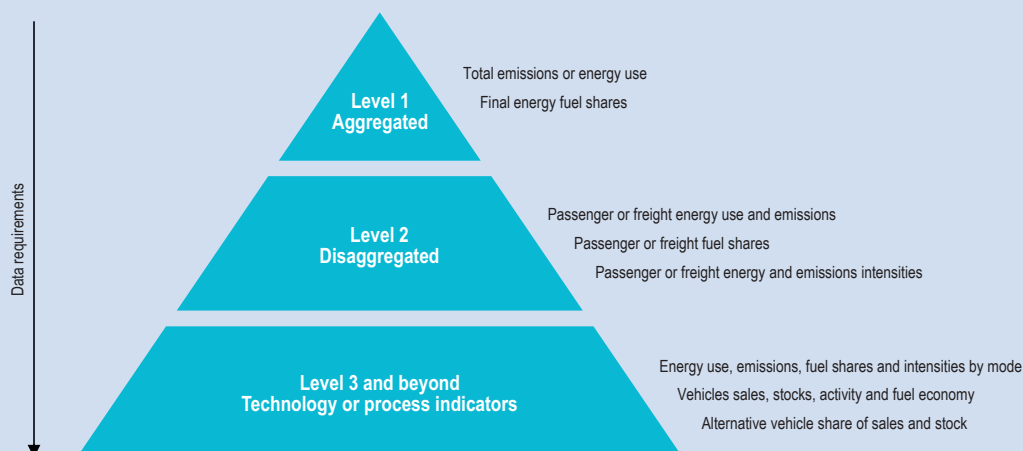 Data requirements
Level 1
Aggregated
Total emissions or energy use
Final energy fuel shares
Level 2
Disaggregated
Passenger or freight energy use and emissions
Passenger or freight fuel shares
Passenger or freight energy and emissions intensities
Level 3 and beyond
Technology or process indicators
Energy use, emissions, fuel shares and intensities by mode
Vehicles sales, stocks, activity and fuel economy
Alternative vehicle share of sales and stock